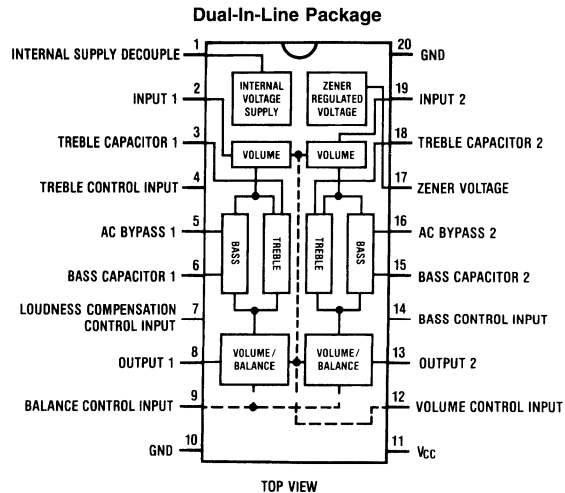 Dual-In-Line Package
INTERNAL SUPPLY DECOUPLE 1
20 GND
INTERNAL
VOLTAGE
SUPPLY
ZENER
REGULATED
VOLTAGE
INPUT 1 2
19 INPUT 2
TREBLE CAPACITOR 1 3
18 TREBLE CAPACITOR 2
VOLUME
VOLUME
TREBLE CONTROL INPUT 4
17 ZENER VOLTAGE
AC BYPASS 1 5
16 AC BYPASS 2
BASS
TREBLE
TREBLE
BASS
BASS CAPACITOR 1 6
15 BASS CAPACITOR 2
LOUDNESS COMPENSATION
CONTROL INPUT 7
14 BASS CONTROL INPUT
OUTPUT 1 8
VOLUME/
BALANCE
VOLUME/
BALANCE
13 OUTPUT 2
BALANCE CONTROL INPUT 9
12 VOLUME CONTROL INPUT
GND 10
11 VCC
TOP VIEW